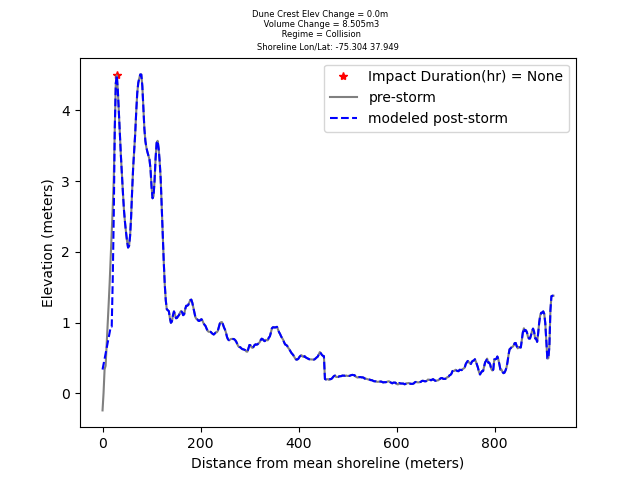 Dune Crest Elev Change = 0.0m
Volume Change = 8.505m3
Regime = Collision
Shoreline Lon/Lat: -75.304 37.949
Impact Duration(hr) = None
pre-storm
modeled post-storm
Elevation (meters)
4
3
2
1
0
0 200 400 600 800
Distance from mean shoreline (meters)